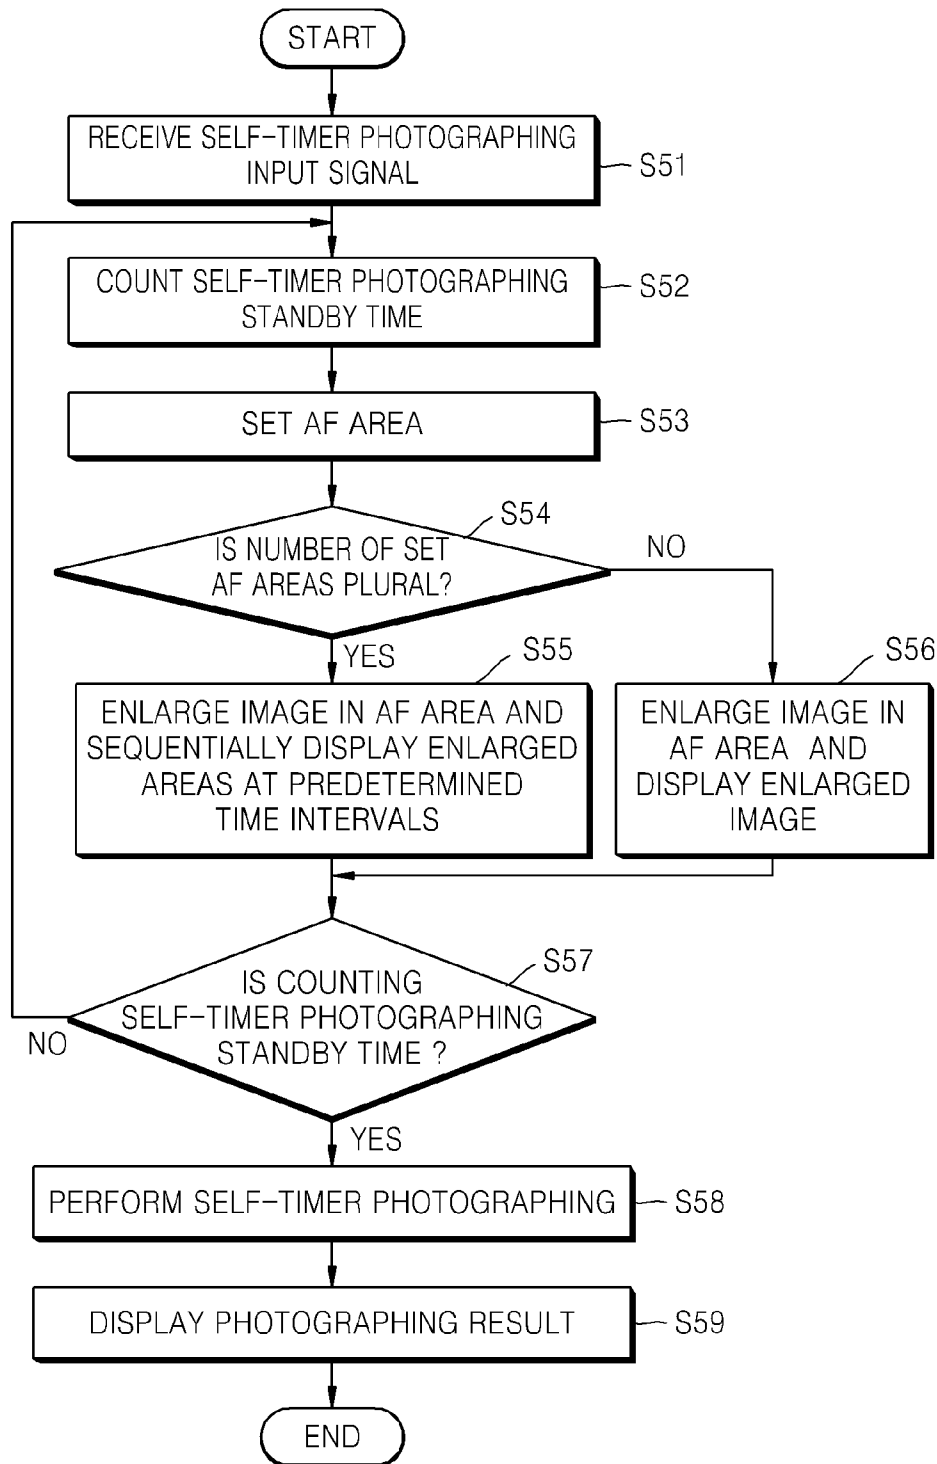 START
RECEIVE SELF-TIMER PHOTOGRAPHING
INPUT SIGNAL
S51
COUNT SELF-TIMER PHOTOGRAPHING
STANDBY TIME
S52
SET AF AREA
S53
S54
IS NUMBER OF SET
AF AREAS PLURAL?
NO
YES
S55
ENLARGE IMAGE IN AF AREA AND
SEQUENTIALLY DISPLAY ENLARGED
AREAS AT PREDETERMINED
TIME INTERVALS
S56
ENLARGE IMAGE IN
AF AREA AND
DISPLAY ENLARGED
IMAGE
S57
IS COUNTING
SELF-TIMER PHOTOGRAPHING
STANDBY TIME ?
NO
YES
PERFORM SELF-TIMER PHOTOGRAPHING
S58
DISPLAY PHOTOGRAPHING RESULT
S59
END